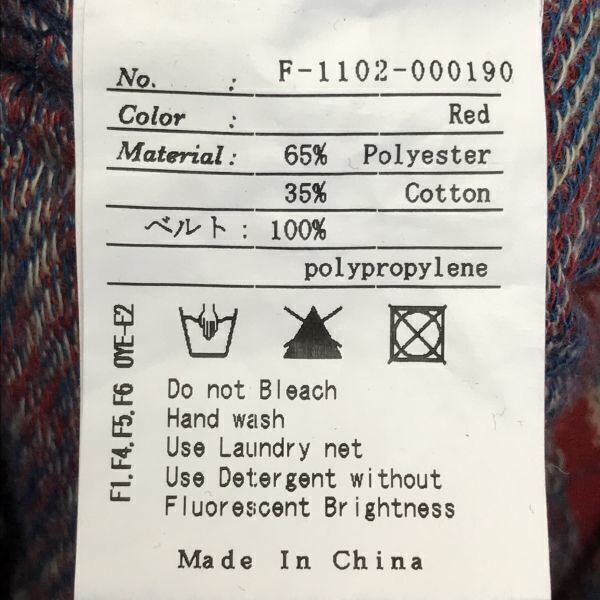 No. : F-1102-000190
Color : Red
Material: 65% Polyester
35% Cotton
ベルト: 100%
polypropylene
Do not Bleach
Hand wash
Use Laundry net
Use Detergent without
Fluorescent Brightness
F1.F4.F5.F6 OYE-E2
Made In China